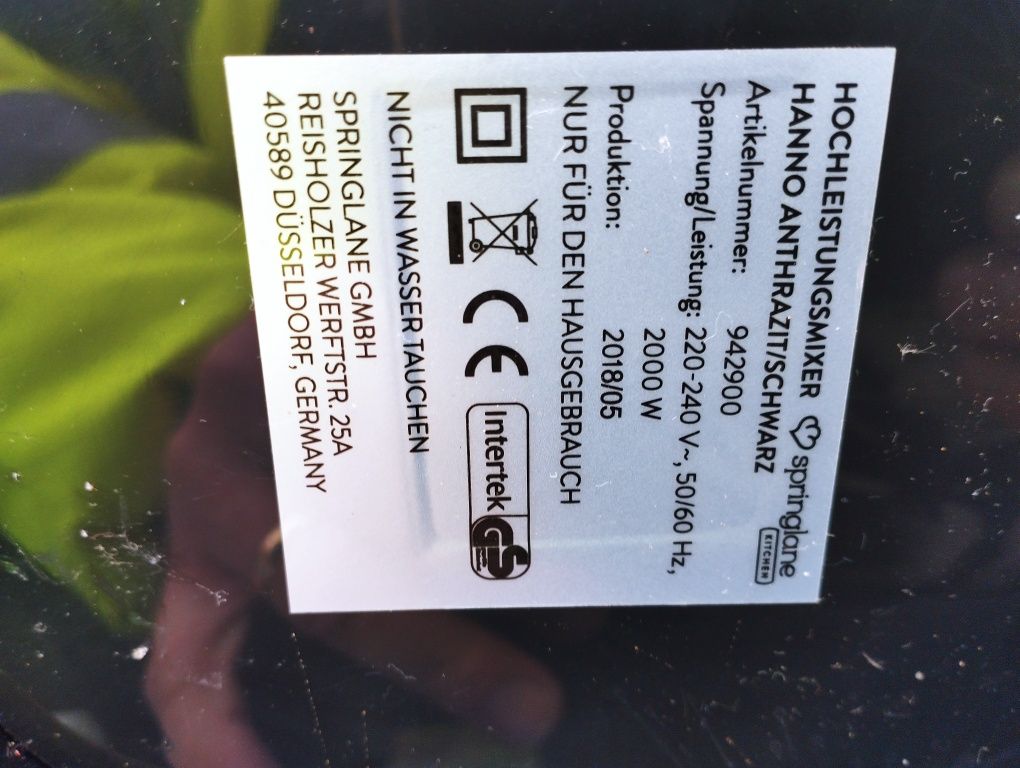 HOCHLEISTUNGSMIXER
HANNO ANTHRAZIT/SCHWARZ
springlane
KITCHEN
Artikelnummer: 942900
Spannung/Leistung: 220-240 V~, 50/60 Hz,
2000 W
Produktion: 2018/05
NUR FÜR DEN HAUSGEBRAUCH
CE
Intertek
GS
NICHT IN WASSER TAUCHEN
SPRINGLANE GMBH
REISHOLZER WERFTSTR. 25A
40589 DÜSSELDORF, GERMANY